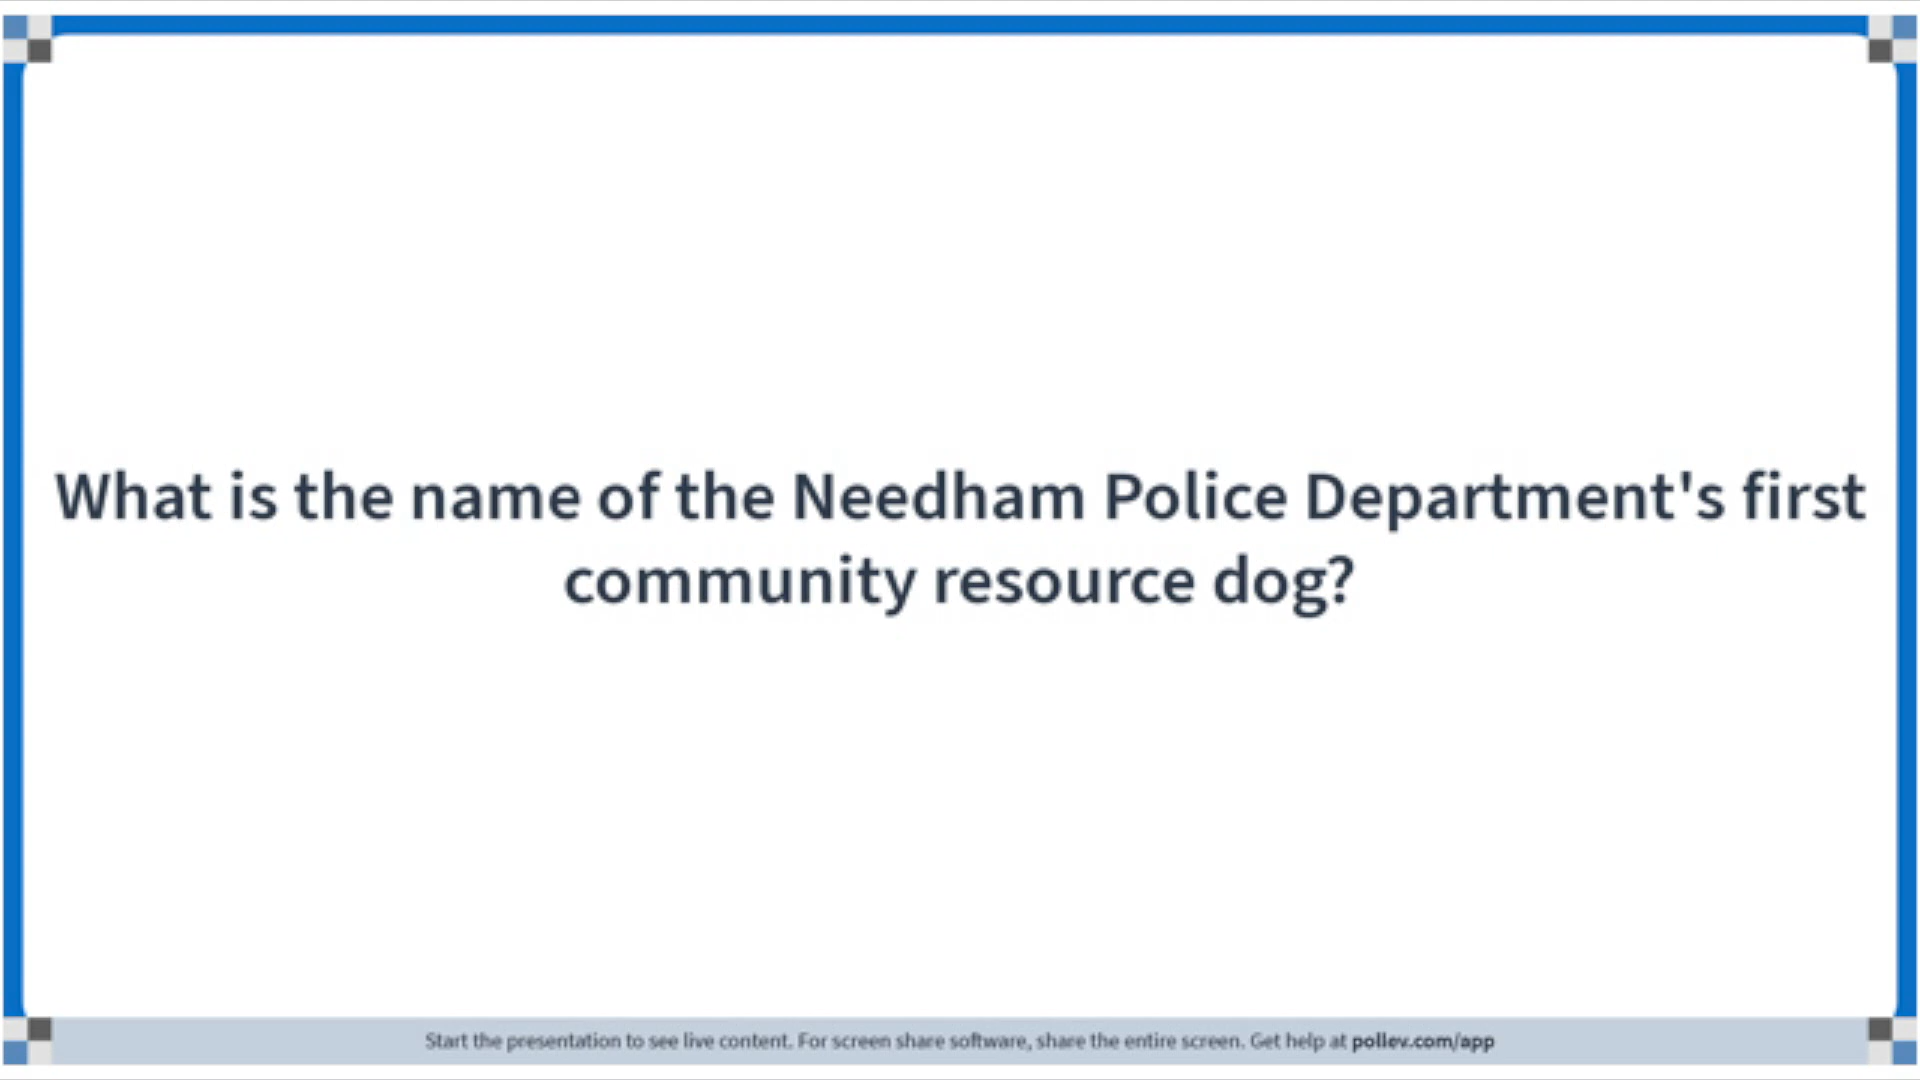 What is the name of the Needham Police Department's first
community resource dog?
Start the presentation to see live content. For screen share software, share the entire screen. Get help at pollev.com/app